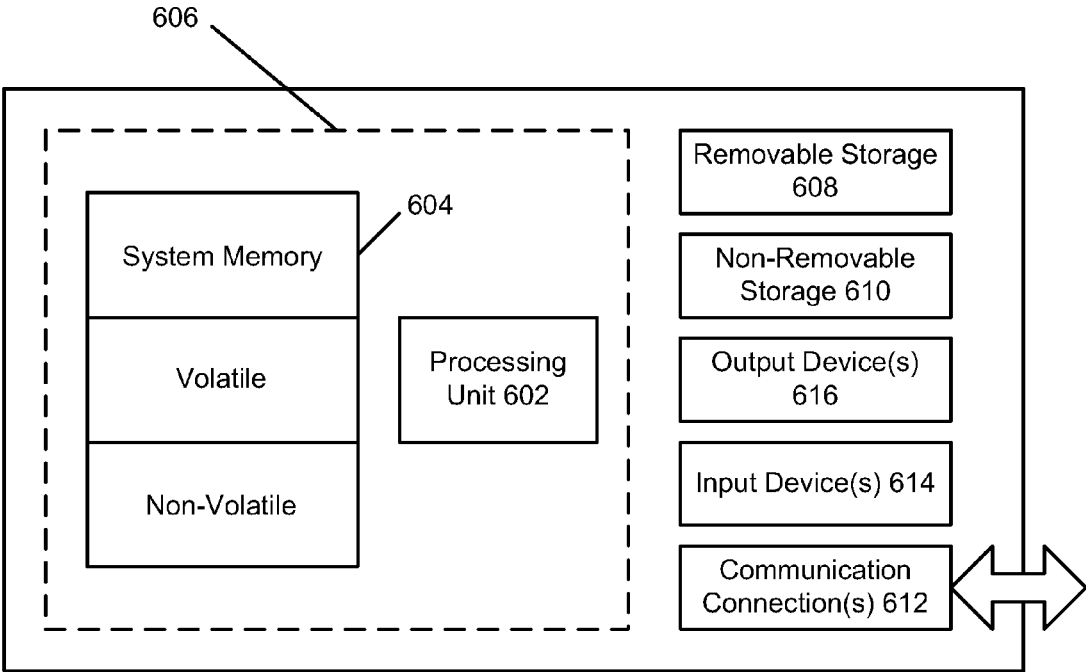 606
604
System Memory
Volatile
Non-Volatile
Processing
Unit 602
Removable Storage
608
Non-Removable
Storage 610
Output Device(s)
616
Input Device(s) 614
Communication
Connection(s) 612